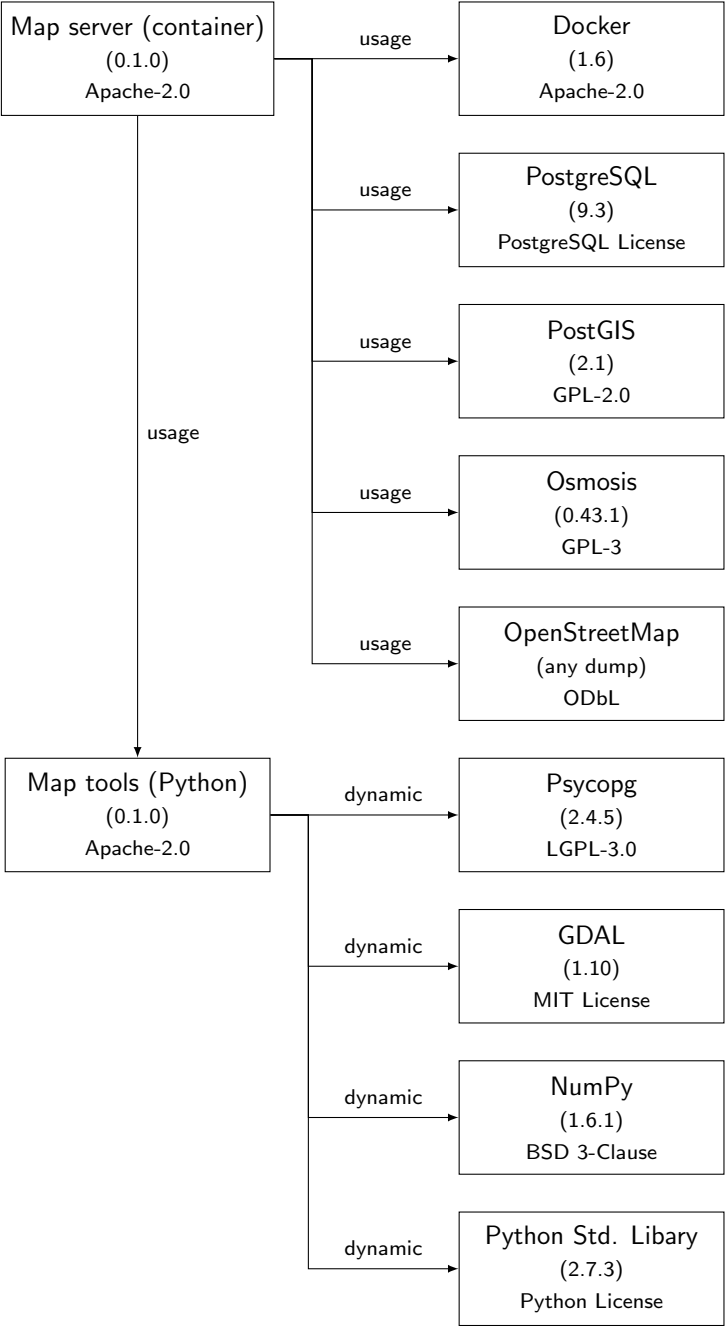 Map server (container)
(0.1.0)
Apache-2.0
usage
Docker
(1.6)
Apache-2.0
usage
PostgreSQL
(9.3)
PostgreSQL License
usage
PostGIS
(2.1)
GPL-2.0
usage
usage
Osmosis
(0.43.1)
GPL-3
usage
OpenStreetMap
(any dump)
ODbL
Map tools (Python)
(0.1.0)
Apache-2.0
dynamic
Psycopg
(2.4.5)
LGPL-3.0
dynamic
GDAL
(1.10)
MIT License
dynamic
NumPy
(1.6.1)
BSD 3-Clause
dynamic
Python Std. Libary
(2.7.3)
Python License